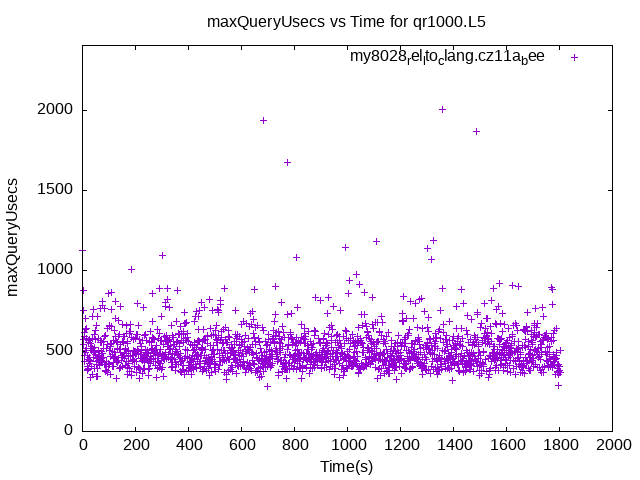 maxQueryUsecs vs Time for qr1000.L5
my8028relltoclang.cz11abee
maxQueryUsecs
2000
1500
1000
500
0
0 200 400 600 800 1000 1200 1400 1600 1800 2000
Time(s)